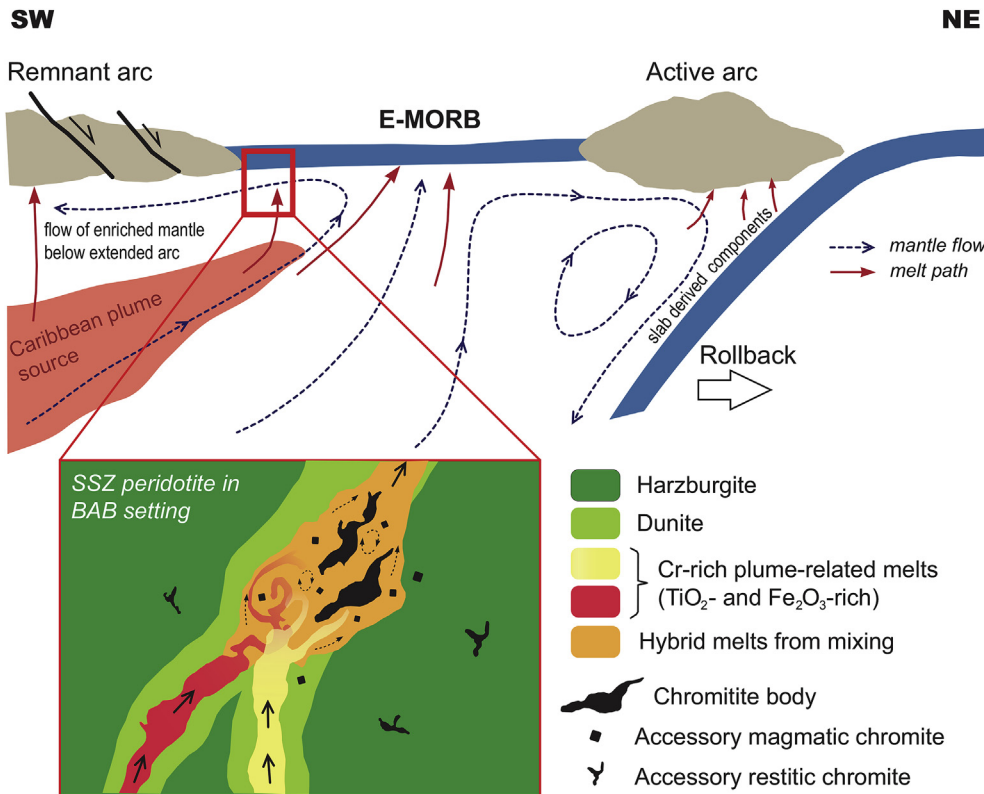 SW
NE
Remnant arc
Active arc
E-MORB
flow of enriched mantle
below extended arc
mantle flow
melt path
slab derived components
Caribbean plume
source
Rollback
SSZ peridotite in
BAB setting
Harzburgite
Dunite
Cr-rich plume-related melts
(TiO₂- and Fe₂O₃-rich)
Hybrid melts from mixing
Chromitite body
Accessory magmatic chromite
Accessory restitic chromite